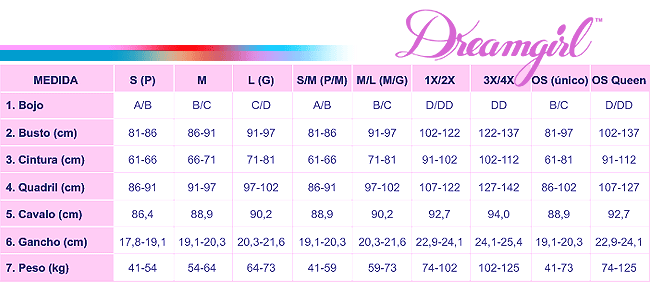 Dreamgirl™
MEDIDA S (P) M L (G) S/M (P/M) M/L (M/G) 1X/2X 3X/4X OS (único) OS Queen
1. Bojo A/B B/C C/D A/B B/C D/DD DD B/C D/DD
2. Busto (cm) 81-86 86-91 91-97 81-86 91-97 102-122 122-137 81-97 102-137
3. Cintura (cm) 61-66 66-71 71-81 61-66 71-81 91-102 102-112 61-81 91-112
4. Quadril (cm) 86-91 91-97 97-102 86-91 97-102 107-122 127-142 86-102 107-127
5. Cavalo (cm) 86,4 88,9 90,2 88,9 90,2 92,7 94,0 88,9 92,7
6. Gancho (cm) 17,8-19,1 19,1-20,3 20,3-21,6 19,1-20,3 20,3-21,6 22,9-24,1 24,1-25,4 19,1-20,3 22,9-24,1
7. Peso (kg) 41-54 54-64 64-73 41-59 59-73 74-102 102-125 41-73 74-125